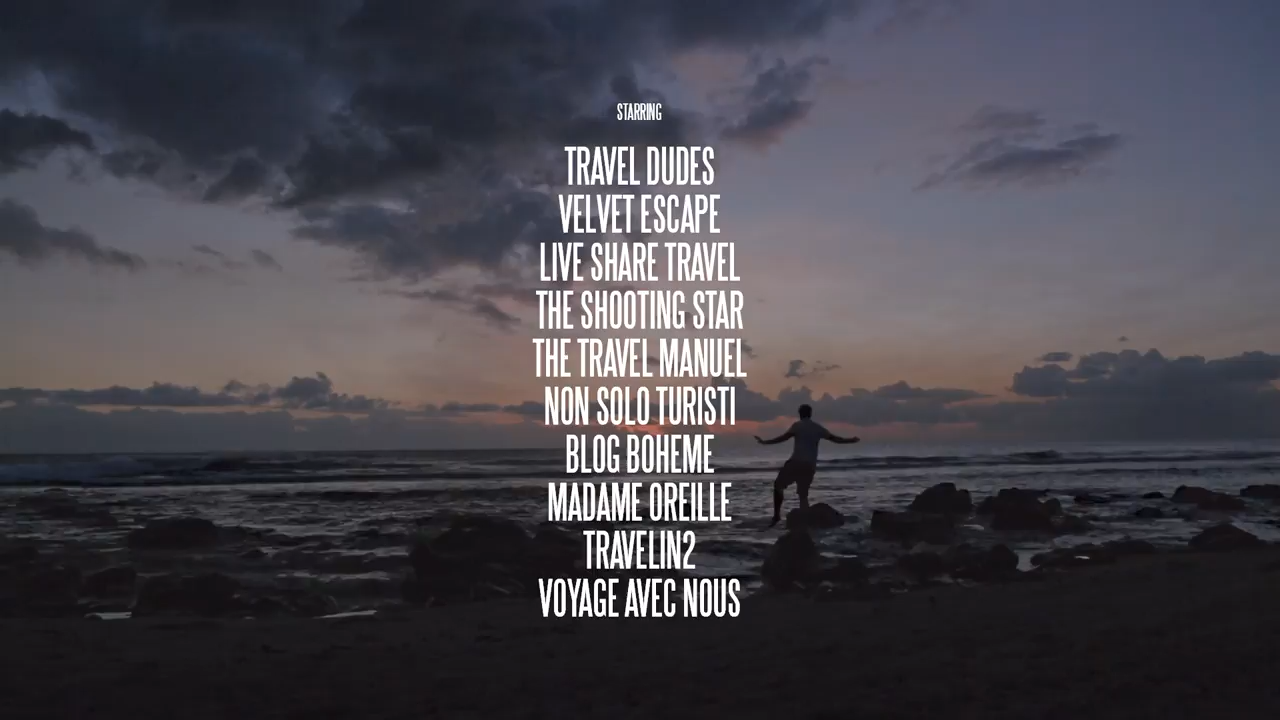 STARRING
TRAVEL DUDES
VELVET ESCAPE
LIVE SHARE TRAVEL
THE SHOOTING STAR
THE TRAVEL MANUEL
NON SOLO TURISTI
BLOG BOHEME
MADAME OREILLE
TRAVELIN2
VOYAGE AVEC NOUS